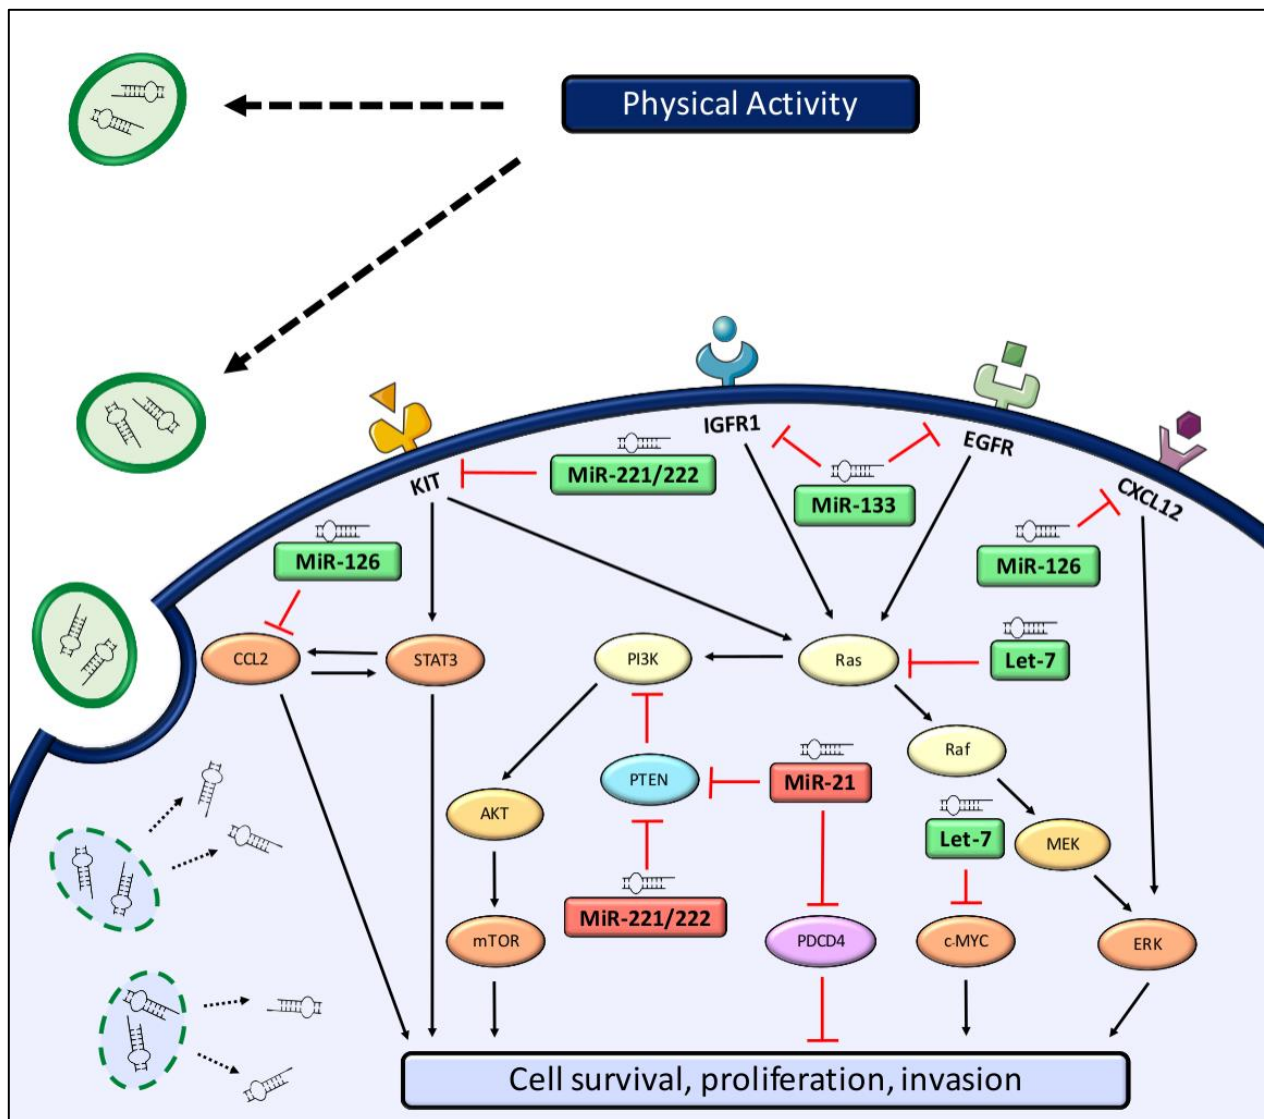 Physical Activity
IGFR1
EGFR
KIT
CXCL12
MiR-221/222
MiR-133
MiR-126
MiR-126
CCL2
STAT3
PI3K
Ras
Let-7
Raf
PTEN
MiR-21
AKT
Let-7
MEK
MiR-221/222
mTOR
PDCD4
c-MYC
ERK
Cell survival, proliferation, invasion